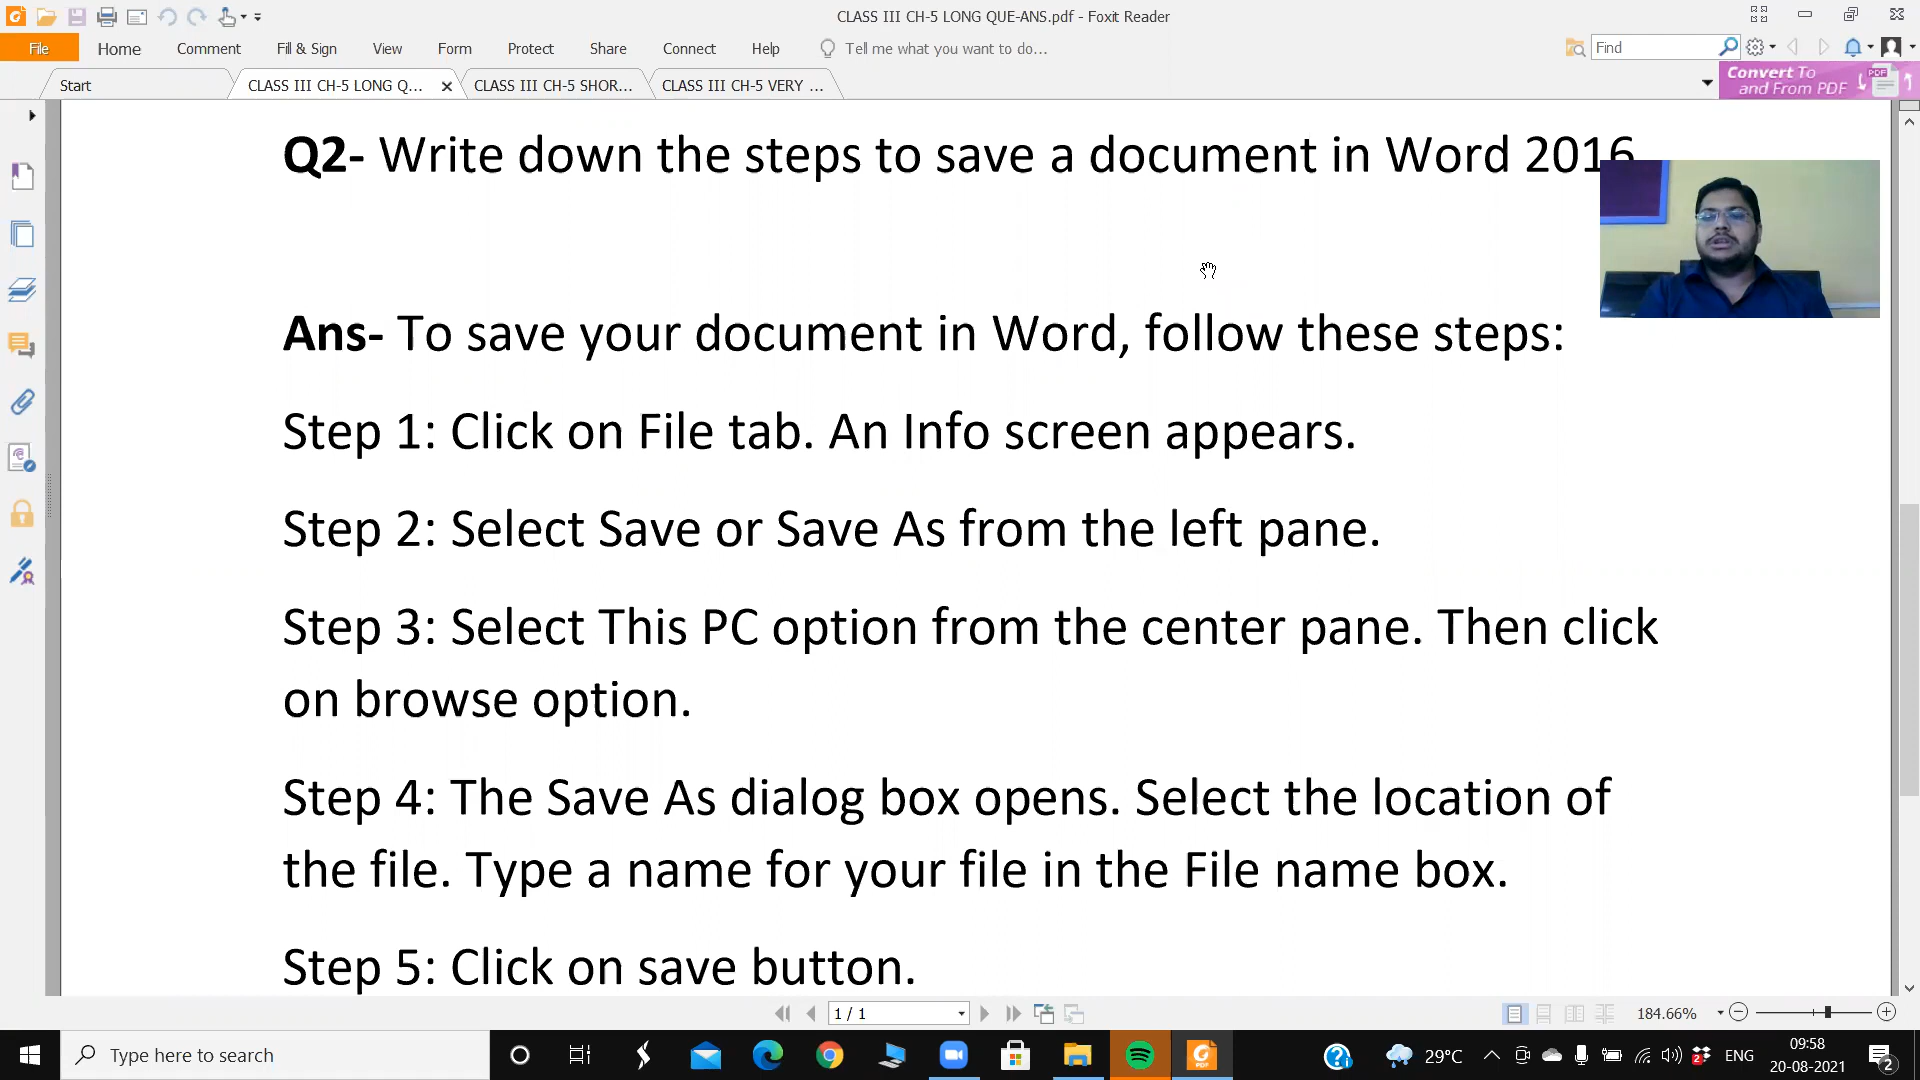 CLASS III CH-5 LONG QUE-ANS.pdf - Foxit Reader
File Home Comment Fill & Sign View Form Protect Share Connect Help Tell me what you want to do... Find
Start CLASS III CH-5 LONG Q... CLASS III CH-5 SHOR... CLASS III CH-5 VERY ...
Convert To
and From PDF
PDF
Q2- Write down the steps to save a document in Word 2016
Ans- To save your document in Word, follow these steps:
Step 1: Click on File tab. An Info screen appears.
Step 2: Select Save or Save As from the left pane.
Step 3: Select This PC option from the center pane. Then click
on browse option.
Step 4: The Save As dialog box opens. Select the location of
the file. Type a name for your file in the File name box.
Step 5: Click on save button.
1 / 1
184.66%
Type here to search
29°C
ENG
09:58
20-08-2021
2